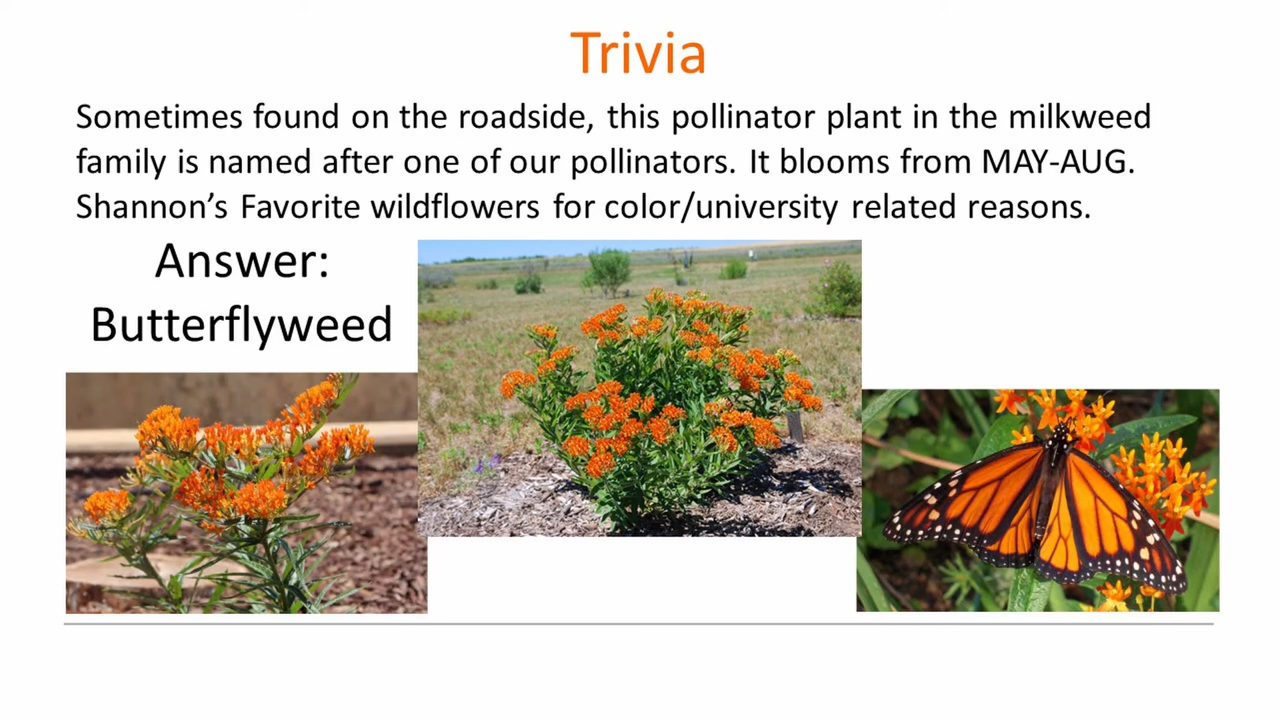 Trivia
Sometimes found on the roadside, this pollinator plant in the milkweed
family is named after one of our pollinators. It blooms from MAY-AUG.
Shannon’s Favorite wildflowers for color/university related reasons.
Answer:
Butterflyweed